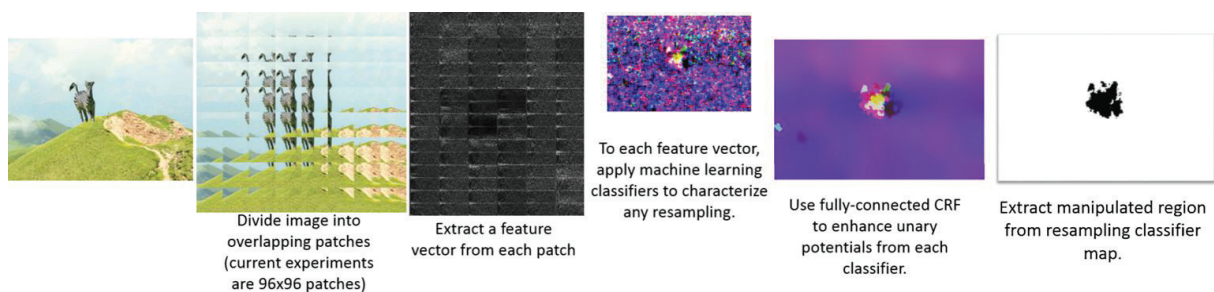 Divide image into
overlapping patches
(current experiments
are 96x96 patches)
Extract a feature
vector from each patch
To each feature vector,
apply machine learning
classifiers to characterize
any resampling.
Use fully-connected CRF
to enhance unary
potentials from each
classifier.
Extract manipulated region
from resampling classifier
map.